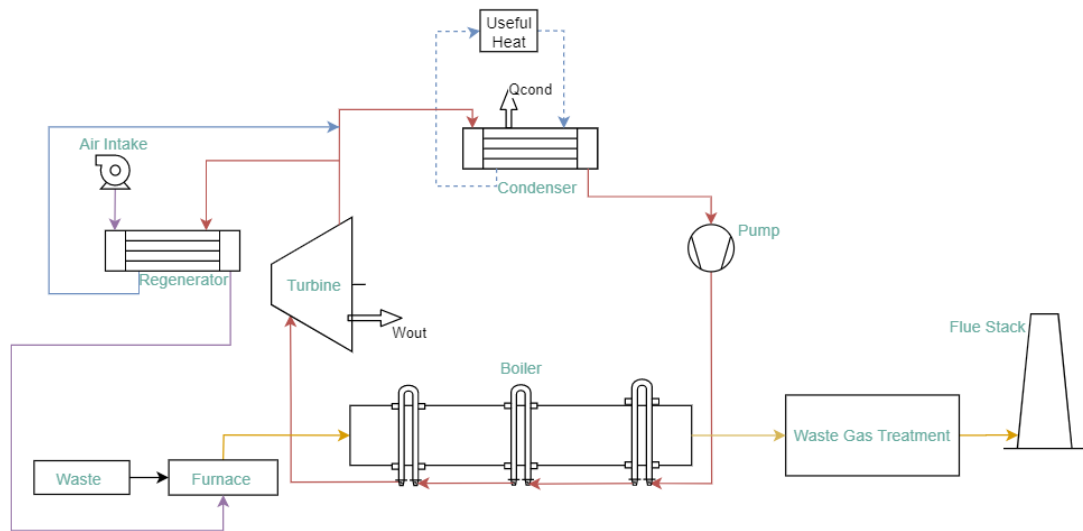 Useful
Heat
Qcond
Air Intake
Condenser
Pump
Regenerator
Turbine
Wout
Flue Stack
Boiler
Waste Gas Treatment
Waste
Furnace